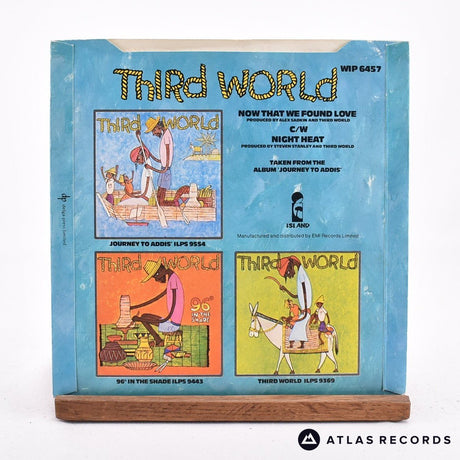 THIRD WORLD
WIP 6457
NOW THAT WE FOUND LOVE
PRODUCED BY ALEX SADKIN AND THIRD WORLD
C/W
NIGHT HEAT
PRODUCED BY STEVEN STANLEY AND THIRD WORLD
TAKEN FROM THE
ALBUM 'JOURNEY TO ADDIS'
ISLAND
Manufactured and distributed by EMI Records Limited
THIRD WORLD
JOURNEY TO ADDIS' ILPS 9554
THIRD WORLD
96°
IN THE
SHADE
96° IN THE SHADE ILPS 9443
THIRD WORLD
THIRD WORLD ILPS 9369
ATLAS RECORDS